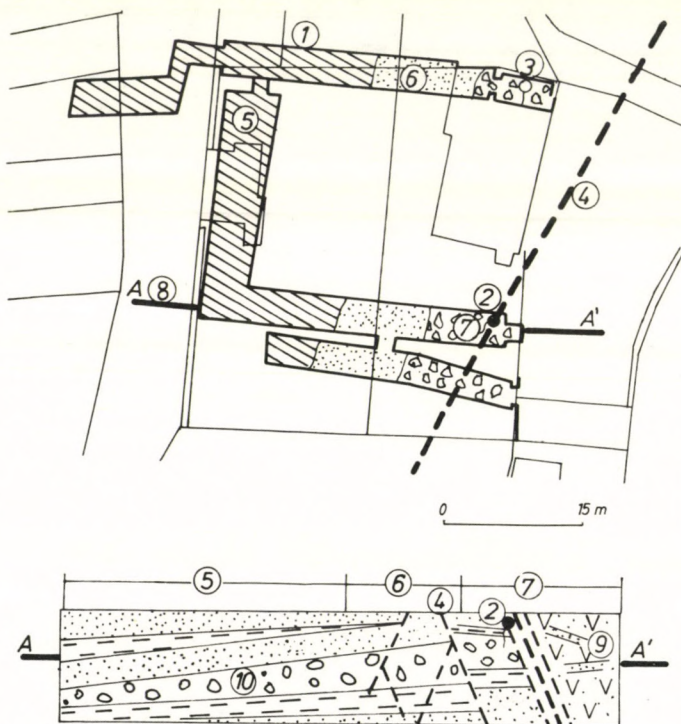 ①
③
⑥
⑤
④
②
A ⑧
⑦
A'
0 15 m
⑤ ⑥ ⑦
④
②
A
⑨
A'
⑩